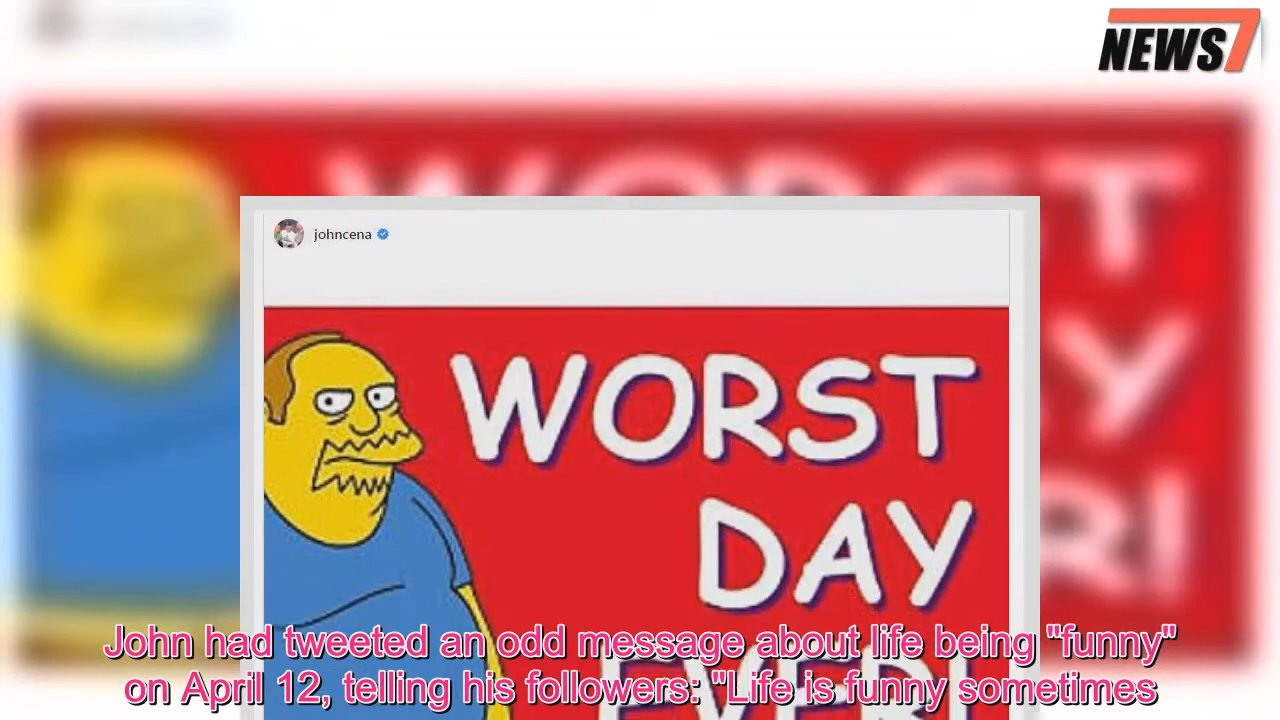 NEWS7
johncena
WORST
DAY
EVER!
John had tweeted an odd message about life being "funny"
on April 12, telling his followers: "Life is funny sometimes